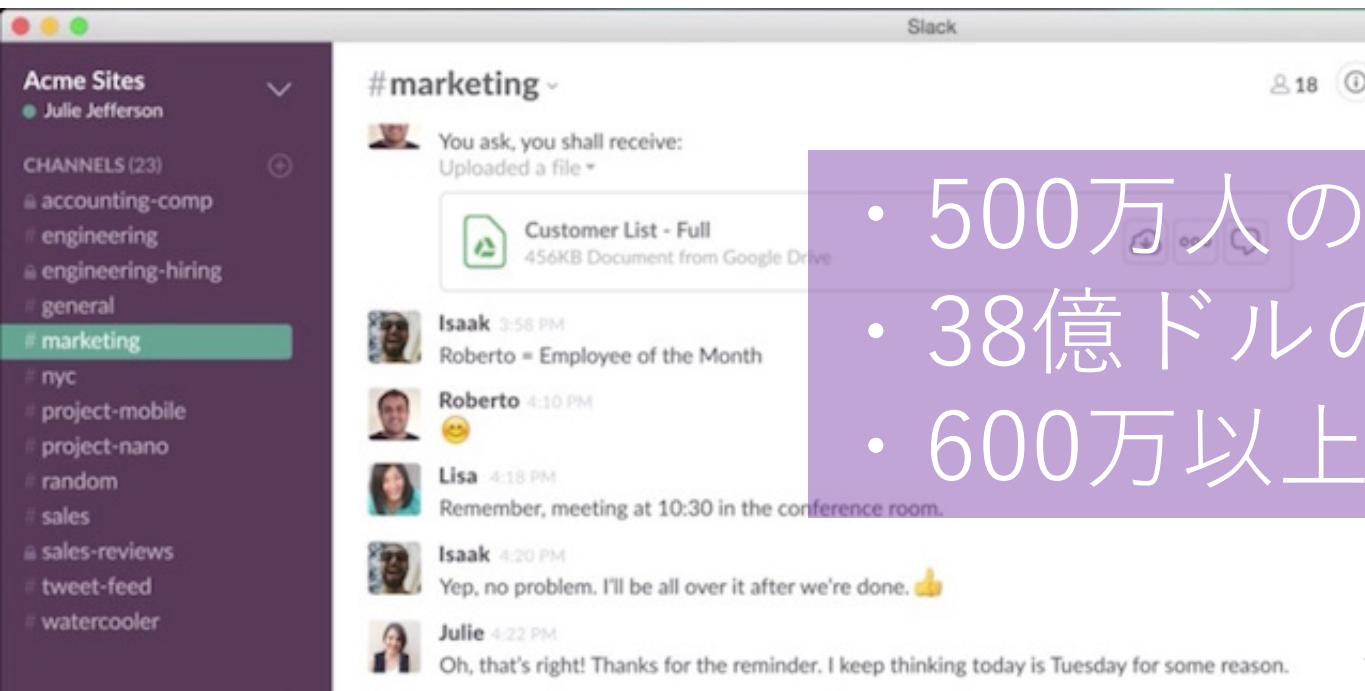 Slack
Acme Sites
Julie Jefferson
CHANNELS (23)
accounting-comp
# engineering
engineering-hiring
# general
# marketing
# nyc
# project-mobile
# project-nano
# random
# sales
sales-reviews
# tweet-feed
# watercooler
#marketing
18
You ask, you shall receive:
Uploaded a file
Customer List - Full
456KB Document from Google Drive
Isaak 3:58 PM
Roberto = Employee of the Month
Roberto 4:10 PM
😊
Lisa 4:18 PM
Remember, meeting at 10:30 in the conference room.
Isaak 4:20 PM
Yep, no problem. I'll be all over it after we're done. 👍
Julie 4:22 PM
Oh, that's right! Thanks for the reminder. I keep thinking today is Tuesday for some reason.
・500万人の
・38億ドルの
・600万以上